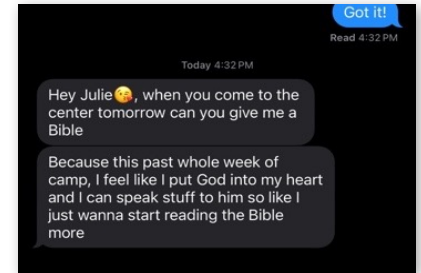 Got it!
Read 4:32 PM
Today 4:32 PM
Hey Julie😘, when you come to the
center tomorrow can you give me a
Bible
Because this past whole week of
camp, I feel like I put God into my heart
and I can speak stuff to him so like I
just wanna start reading the Bible
more